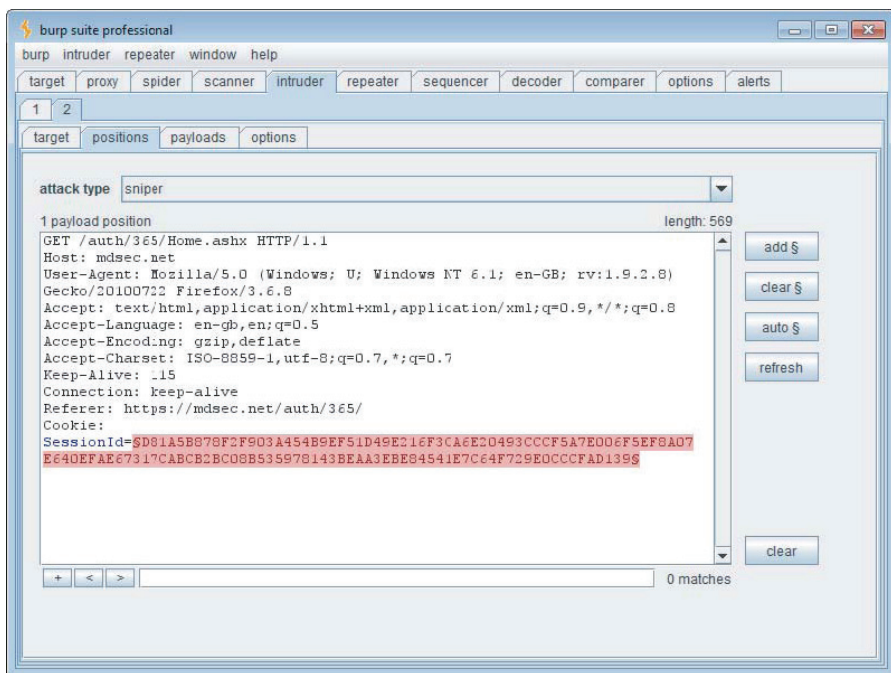 burp suite professional
burp intruder repeater window help
target proxy spider scanner intruder repeater sequencer decoder comparer options alerts
1 2
target positions payloads options
attack type sniper
1 payload position length: 569
GET /auth/365/Home.ashx HTTP/1.1
Host: mdsec.net
User-Agent: Mozilla/5.0 (Windows; U; Windows NT 6.1; en-GB; rv:1.9.2.8)
Gecko/20100722 Firefox/3.6.8
Accept: text/html,application/xhtml+xml,application/xml;q=0.9,*/*;q=0.8
Accept-Language: en-gb,en;q=0.5
Accept-Encoding: gzip,deflate
Accept-Charset: ISO-8859-1,utf-8;q=0.7,*;q=0.7
Keep-Alive: 115
Connection: keep-alive
Referer: https://mdsec.net/auth/365/
Cookie:
SessionId=§D81A5B878F2F903A454B9EF51D49E216F3CA6E20493CCCF5A7E006F5EF8A07
E640EFAE67317CABCB2BC08B535978143BEAA3EBE84541E7C64F729E0CCCFAD139§
add §
clear §
auto §
refresh
clear
+ < > 0 matches